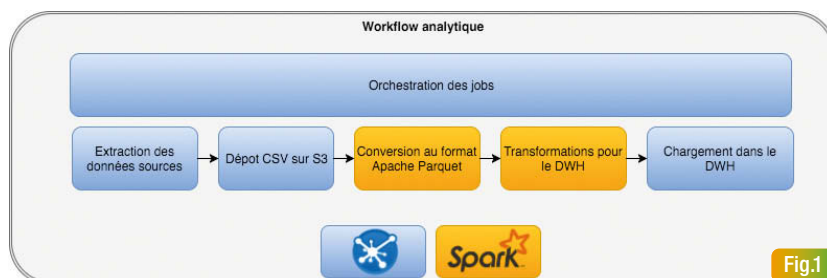 Workflow analytique
Orchestration des jobs
Extraction des
données sources
Dépot CSV sur S3
Conversion au format
Apache Parquet
Transformations pour
le DWH
Chargement dans le
DWH
Spark
Fig.1